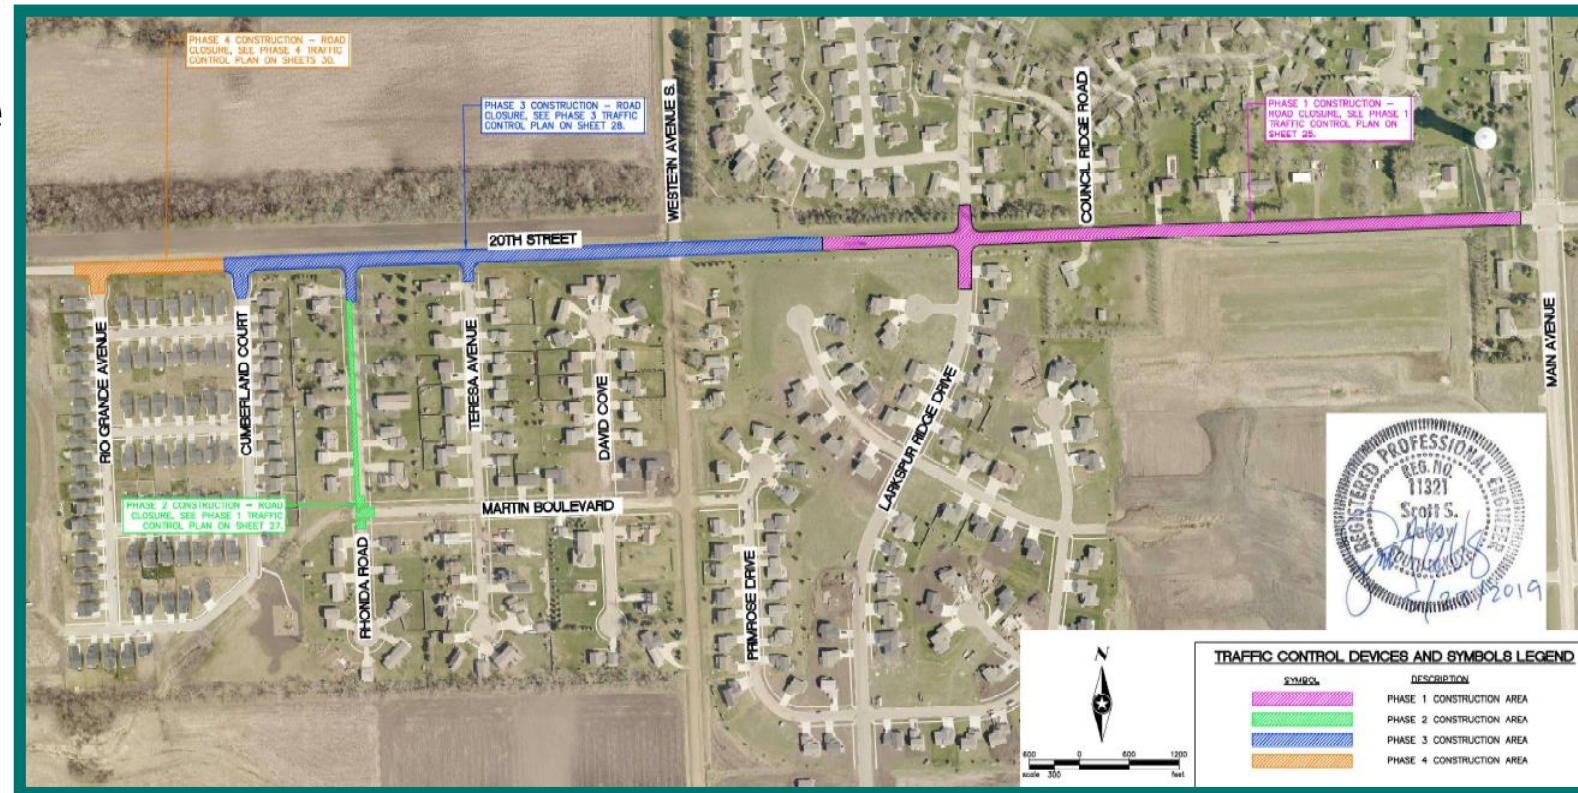 PHASE 4 CONSTRUCTION – ROAD
CLOSURE, SEE PHASE 4 TRAFFIC
CONTROL PLAN ON SHEETS 30.
PHASE 3 CONSTRUCTION – ROAD
CLOSURE, SEE PHASE 3 TRAFFIC
CONTROL PLAN ON SHEET 28.
PHASE 1 CONSTRUCTION –
ROAD CLOSURE, SEE PHASE 1
TRAFFIC CONTROL PLAN ON
SHEET 25.
WESTERN AVENUE S.
COUNCIL RIDGE ROAD
20TH STREET
MAIN AVENUE
RIO GRANDE AVENUE
CUMBERLAND COURT
TERESA AVENUE
DAVID COVE
LARKSPUR RIDGE DRIVE
PHASE 2 CONSTRUCTION – ROAD
CLOSURE, SEE PHASE 1 TRAFFIC
CONTROL PLAN ON SHEET 27.
MARTIN BOULEVARD
RHONDA ROAD
PRIMROSE DRIVE
REGISTERED PROFESSIONAL ENGINEER
REG. NO.
11321
Scott S.
2019
N
600 0 600 1200
scale 300 feet
TRAFFIC CONTROL DEVICES AND SYMBOLS LEGEND
SYMBOL DESCRIPTION
PHASE 1 CONSTRUCTION AREA
PHASE 2 CONSTRUCTION AREA
PHASE 3 CONSTRUCTION AREA
PHASE 4 CONSTRUCTION AREA